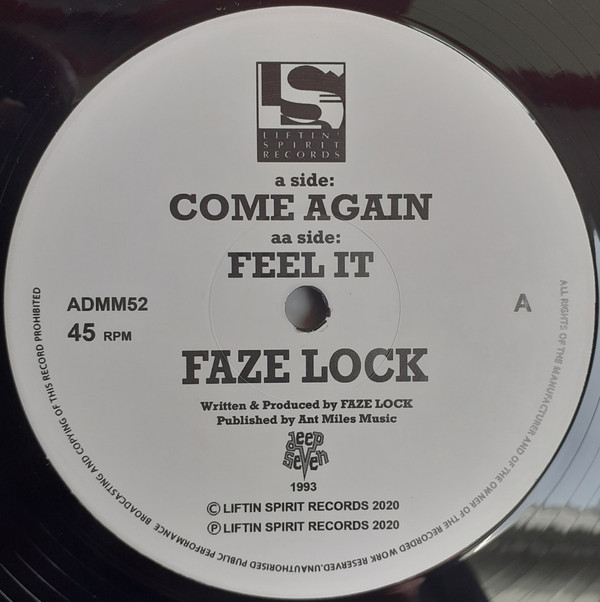 LS
LIFTIN'
SPIRIT
RECORDS
a side:
COME AGAIN
aa side:
FEEL IT
ADMM52
45 RPM
A
FAZE LOCK
Written & Produced by FAZE LOCK
Published by Ant Miles Music
deep
seven
1993
© LIFTIN SPIRIT RECORDS 2020
℗ LIFTIN SPIRIT RECORDS 2020
ALL RIGHTS OF THE MANUFACTURER AND OF THE OWNER OF THE RECORDED WORK RESERVED.UNAUTHORISED PUBLIC PERFORMANCE BROADCASTING AND COPYING OF THIS RECORD PROHIBITED